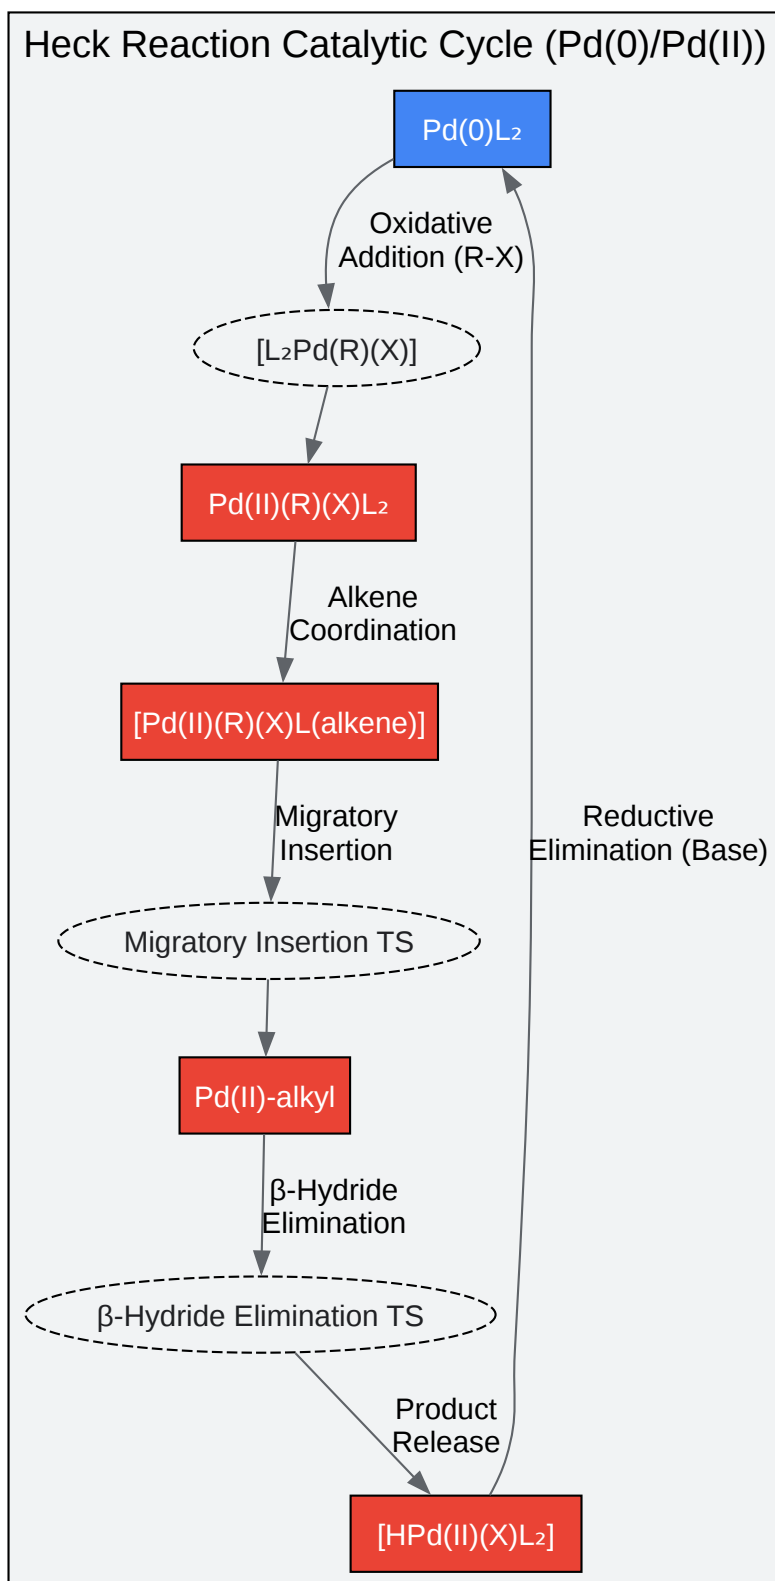 Heck Reaction Catalytic Cycle (Pd(0)/Pd(II))
Pd(0)L₂
Oxidative
Addition (R-X)
[L₂Pd(R)(X)]
Pd(II)(R)(X)L₂
Alkene
Coordination
[Pd(II)(R)(X)L(alkene)]
Migratory
Insertion
Reductive
Elimination (Base)
Migratory Insertion TS
Pd(II)-alkyl
β-Hydride
Elimination
β-Hydride Elimination TS
Product
Release
[HPd(II)(X)L₂]